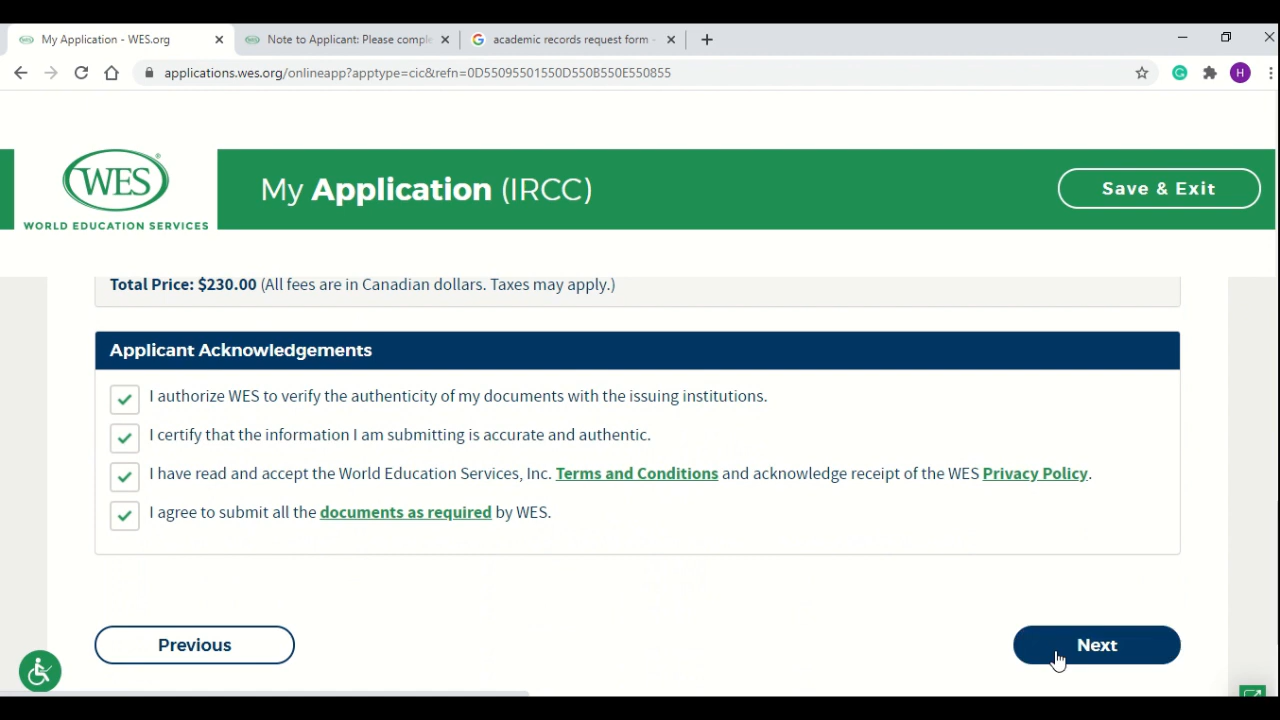 My Application - WES.org
Note to Applicant: Please comple
academic records request form -
applications.wes.org/onlineapp?apptype=cic&refn=0D55095501550D550B550E550855
H
WES
WORLD EDUCATION SERVICES
My Application (IRCC)
Save & Exit
Total Price: $230.00 (All fees are in Canadian dollars. Taxes may apply.)
Applicant Acknowledgements
I authorize WES to verify the authenticity of my documents with the issuing institutions.
I certify that the information I am submitting is accurate and authentic.
I have read and accept the World Education Services, Inc. Terms and Conditions and acknowledge receipt of the WES Privacy Policy.
I agree to submit all the documents as required by WES.
Previous
Next